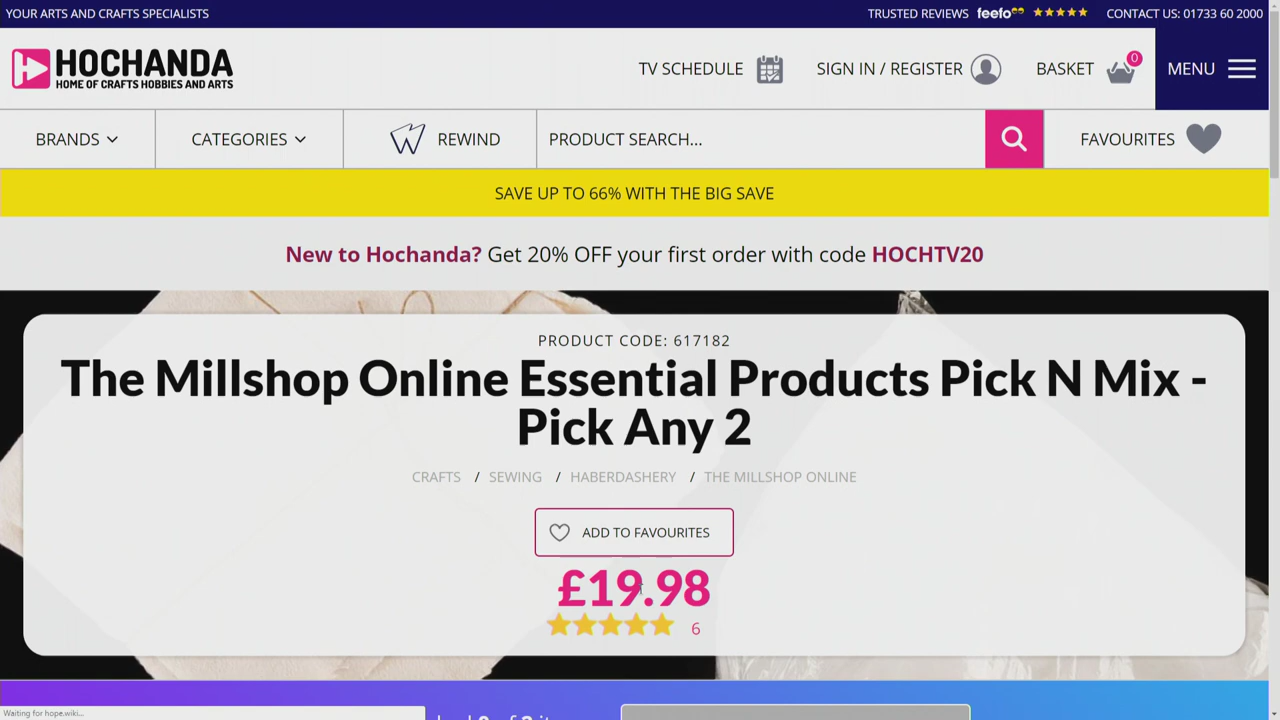 YOUR ARTS AND CRAFTS SPECIALISTS
TRUSTED REVIEWS feefo
CONTACT US: 01733 60 2000
HOCHANDA
HOME OF CRAFTS HOBBIES AND ARTS
TV SCHEDULE
SIGN IN / REGISTER
BASKET
0
MENU
BRANDS
CATEGORIES
REWIND
PRODUCT SEARCH...
FAVOURITES
SAVE UP TO 66% WITH THE BIG SAVE
New to Hochanda? Get 20% OFF your first order with code HOCHTV20
PRODUCT CODE: 617182
The Millshop Online Essential Products Pick N Mix -
Pick Any 2
CRAFTS / SEWING / HABERDASHERY / THE MILLSHOP ONLINE
ADD TO FAVOURITES
£19.98
6
Waiting for hope.wiki...